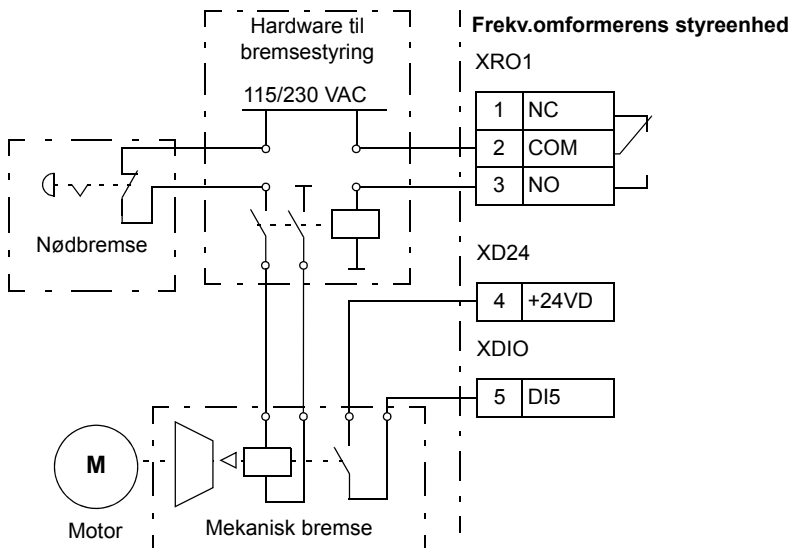 Hardware til
bremsestyring
115/230 VAC
Frekv.omformerens styreenhed
XRO1
1 NC
2 COM
3 NO
Nødbremse
XD24
4 +24VD
XDIO
5 DI5
M
Motor
Mekanisk bremse